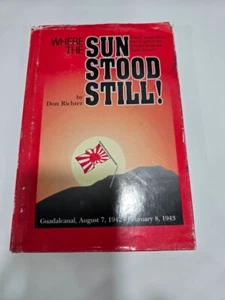 WHERE
THE
SUN
STOOD
STILL!
by
Don Richter
Guadalcanal, August 7, 1942 - February 8, 1943